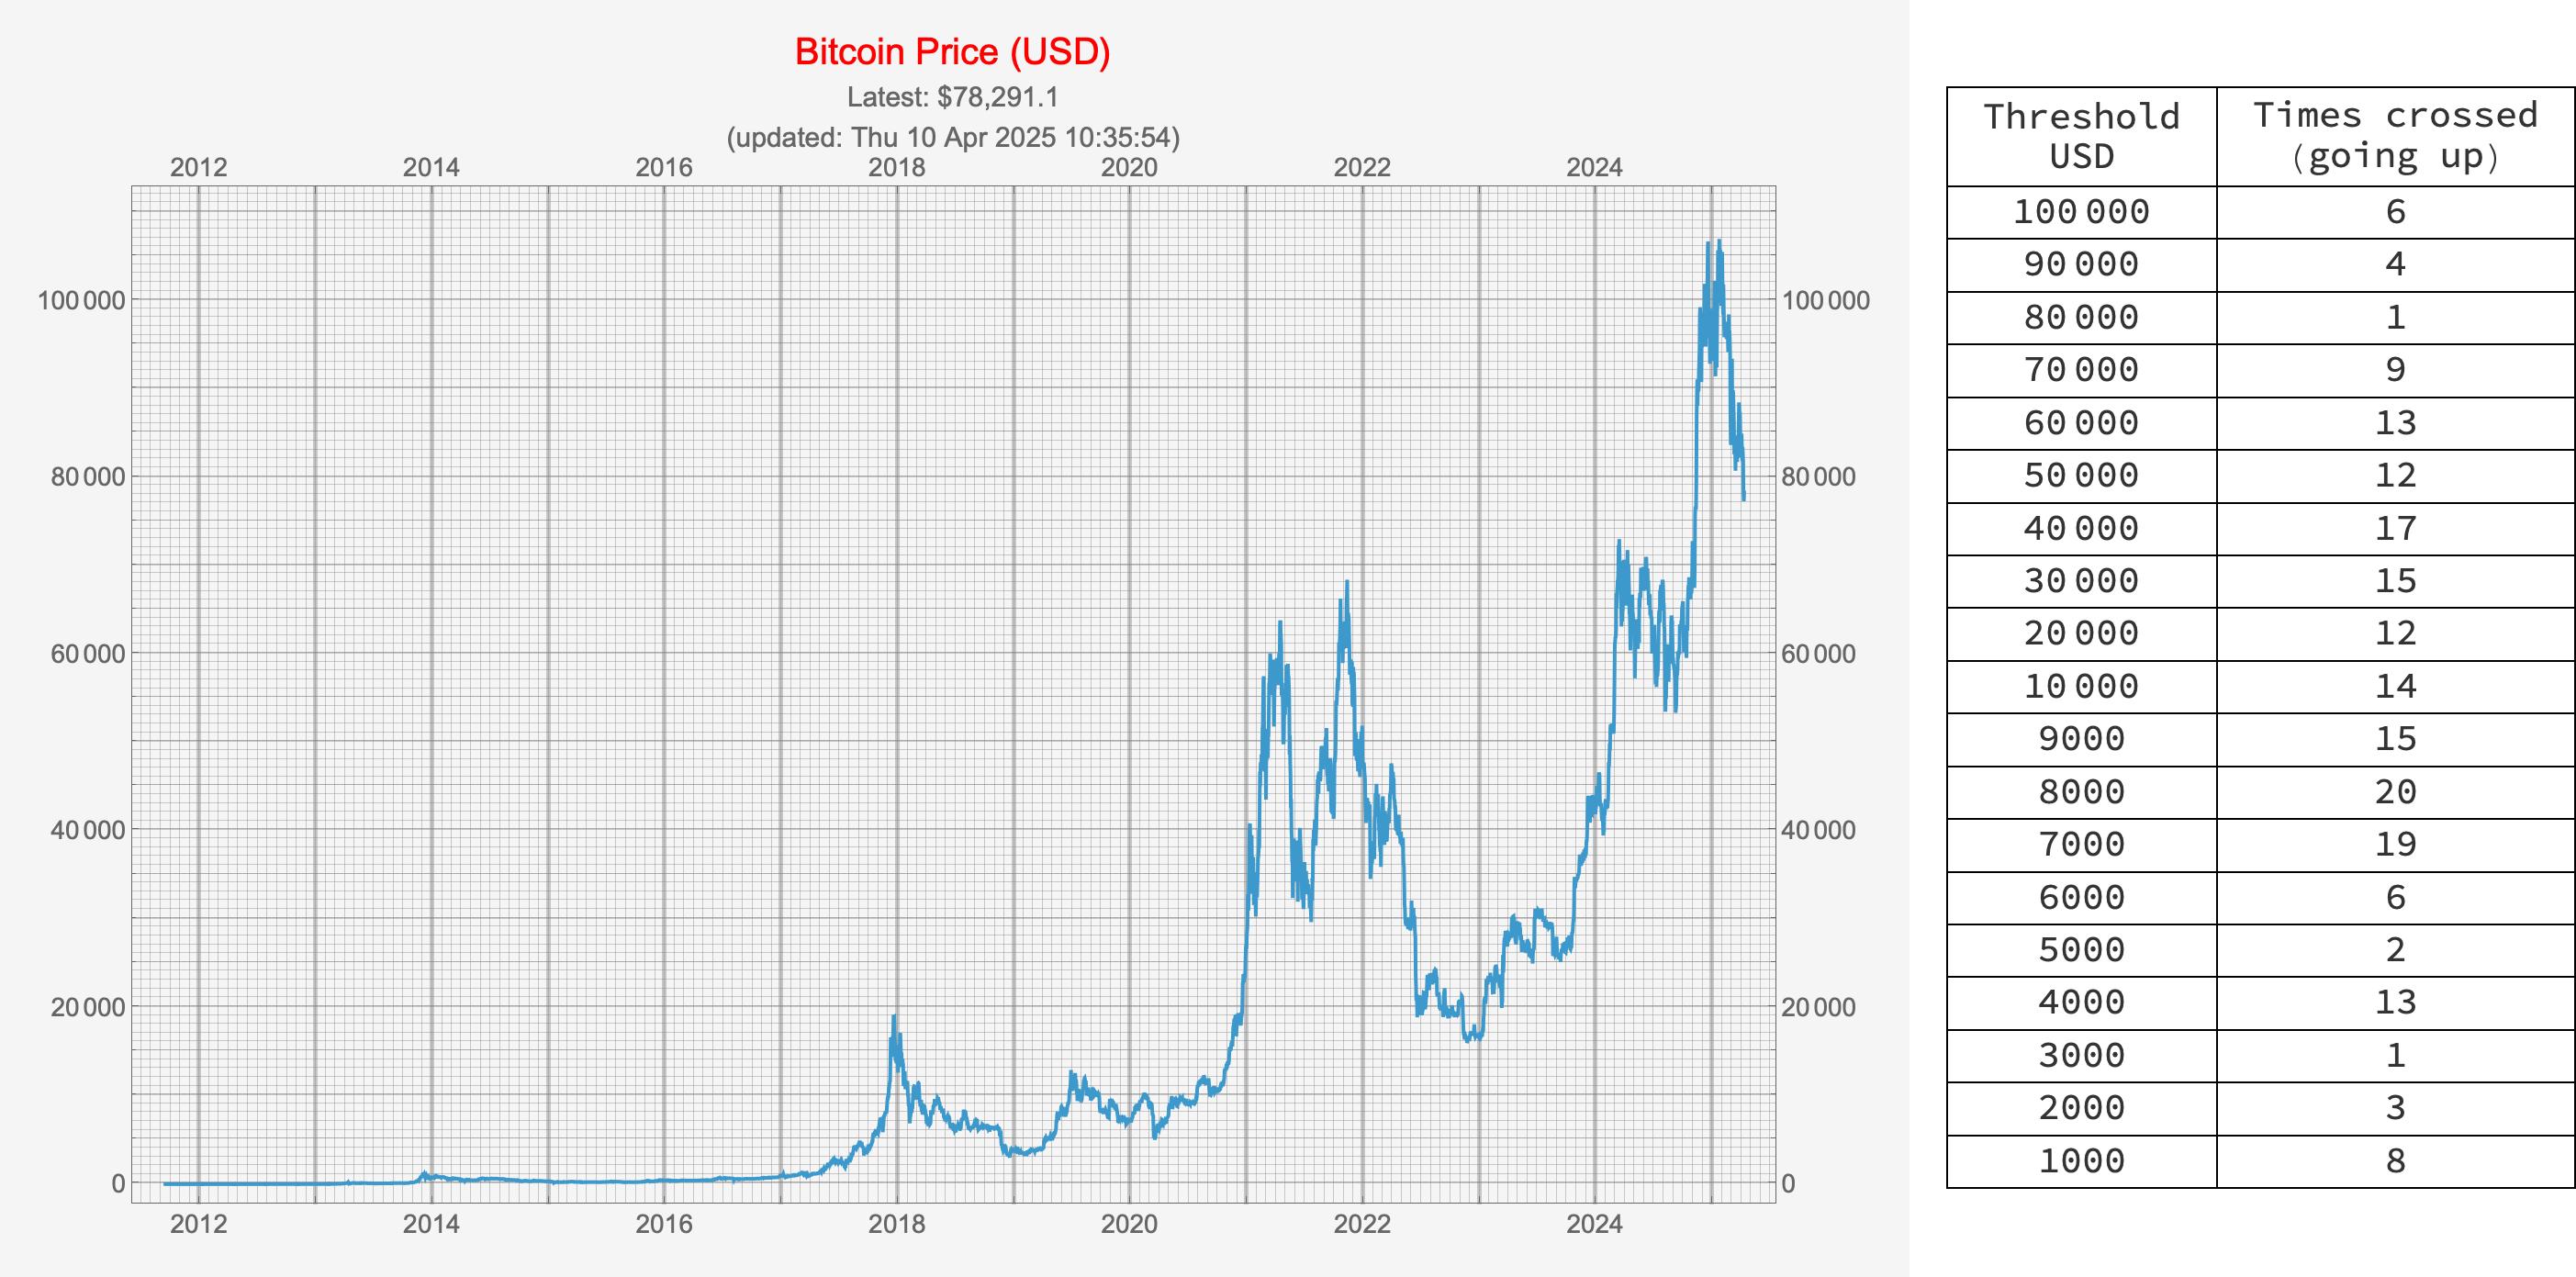 Bitcoin Price (USD)
Latest: $78,291.1
(updated: Thu 10 Apr 2025 10:35:54)
2012 2014 2016 2018 2020 2022 2024
100 000 100 000
80 000 80 000
60 000 60 000
40 000 40 000
20 000 20 000
0 0
2012 2014 2016 2018 2020 2022 2024
Threshold Times crossed
USD (going up)
100 000 6
90 000 4
80 000 1
70 000 9
60 000 13
50 000 12
40 000 17
30 000 15
20 000 12
10 000 14
9000 15
8000 20
7000 19
6000 6
5000 2
4000 13
3000 1
2000 3
1000 8